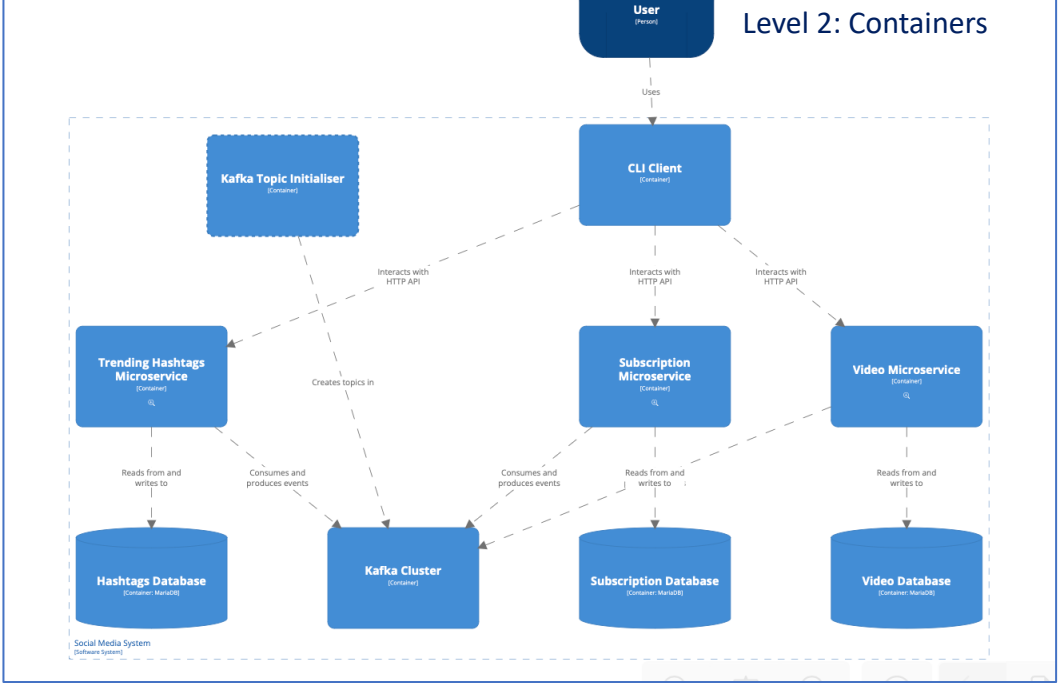 User
[Person]
Level 2: Containers
Uses
Kafka Topic Initialiser
[Container]
CLI Client
[Container]
Interacts with
HTTP API
Interacts with
HTTP API
Interacts with
HTTP API
Trending Hashtags
Microservice
[Container]
Creates topics in
Subscription
Microservice
[Container]
Video Microservice
[Container]
Reads from and
writes to
Consumes and
produces events
Consumes and
produces events
Reads from and
writes to
Reads from and
writes to
Hashtags Database
[Container: MariaDB]
Kafka Cluster
[Container]
Subscription Database
[Container: MariaDB]
Video Database
[Container: MariaDB]
Social Media System
[Software System]